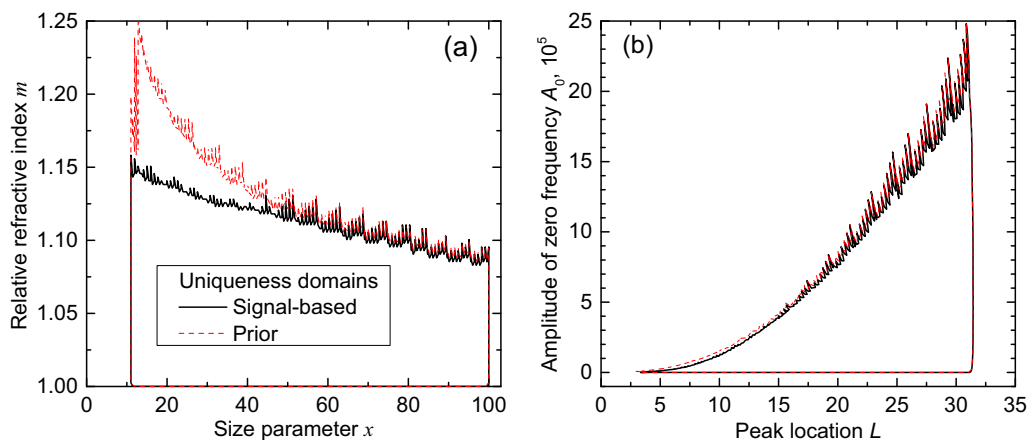 (a)
Relative refractive index m
1.25
1.20
1.15
1.10
1.05
1.00
Uniqueness domains
Signal-based
Prior
0 20 40 60 80 100
Size parameter x
(b)
Amplitude of zero frequency A₀, 10⁵
25
20
15
10
5
0
0 5 10 15 20 25 30 35
Peak location L